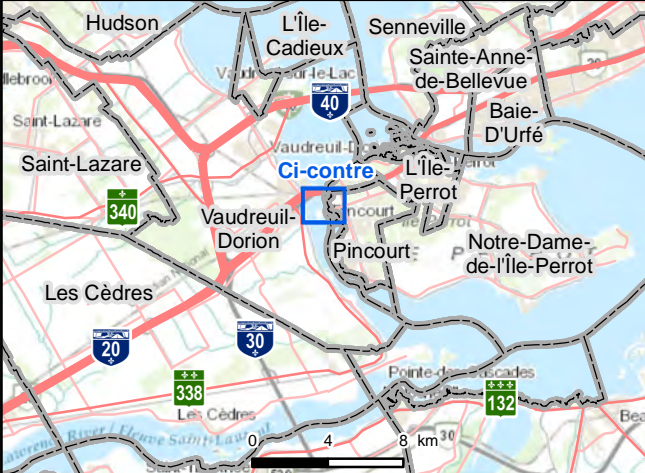 Hudson
L'Île-
Cadieux
Senneville
Sainte-Anne-
de-Bellevue
20
40
Baie-
D'Urfé
Saint-Lazare
Saint-Lazare
340
Ci-contre
L'Île-
Perrot
Vaudreuil-
Dorion
Pincourt
Notre-Dame-
de-l'Île-Perrot
Les Cèdres
20
30
338
132
Les Cèdres
0 4 8 km
30